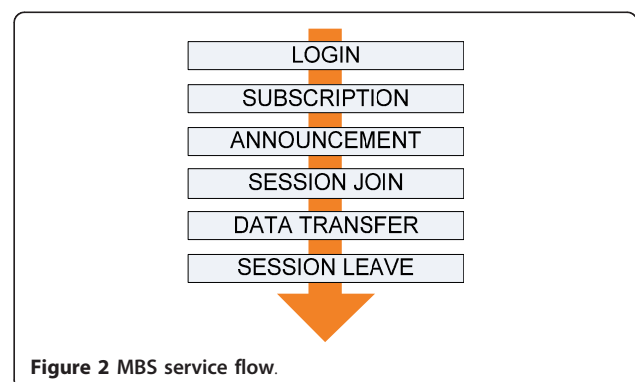 LOGIN
SUBSCRIPTION
ANNOUNCEMENT
SESSION JOIN
DATA TRANSFER
SESSION LEAVE
Figure 2 MBS service flow.